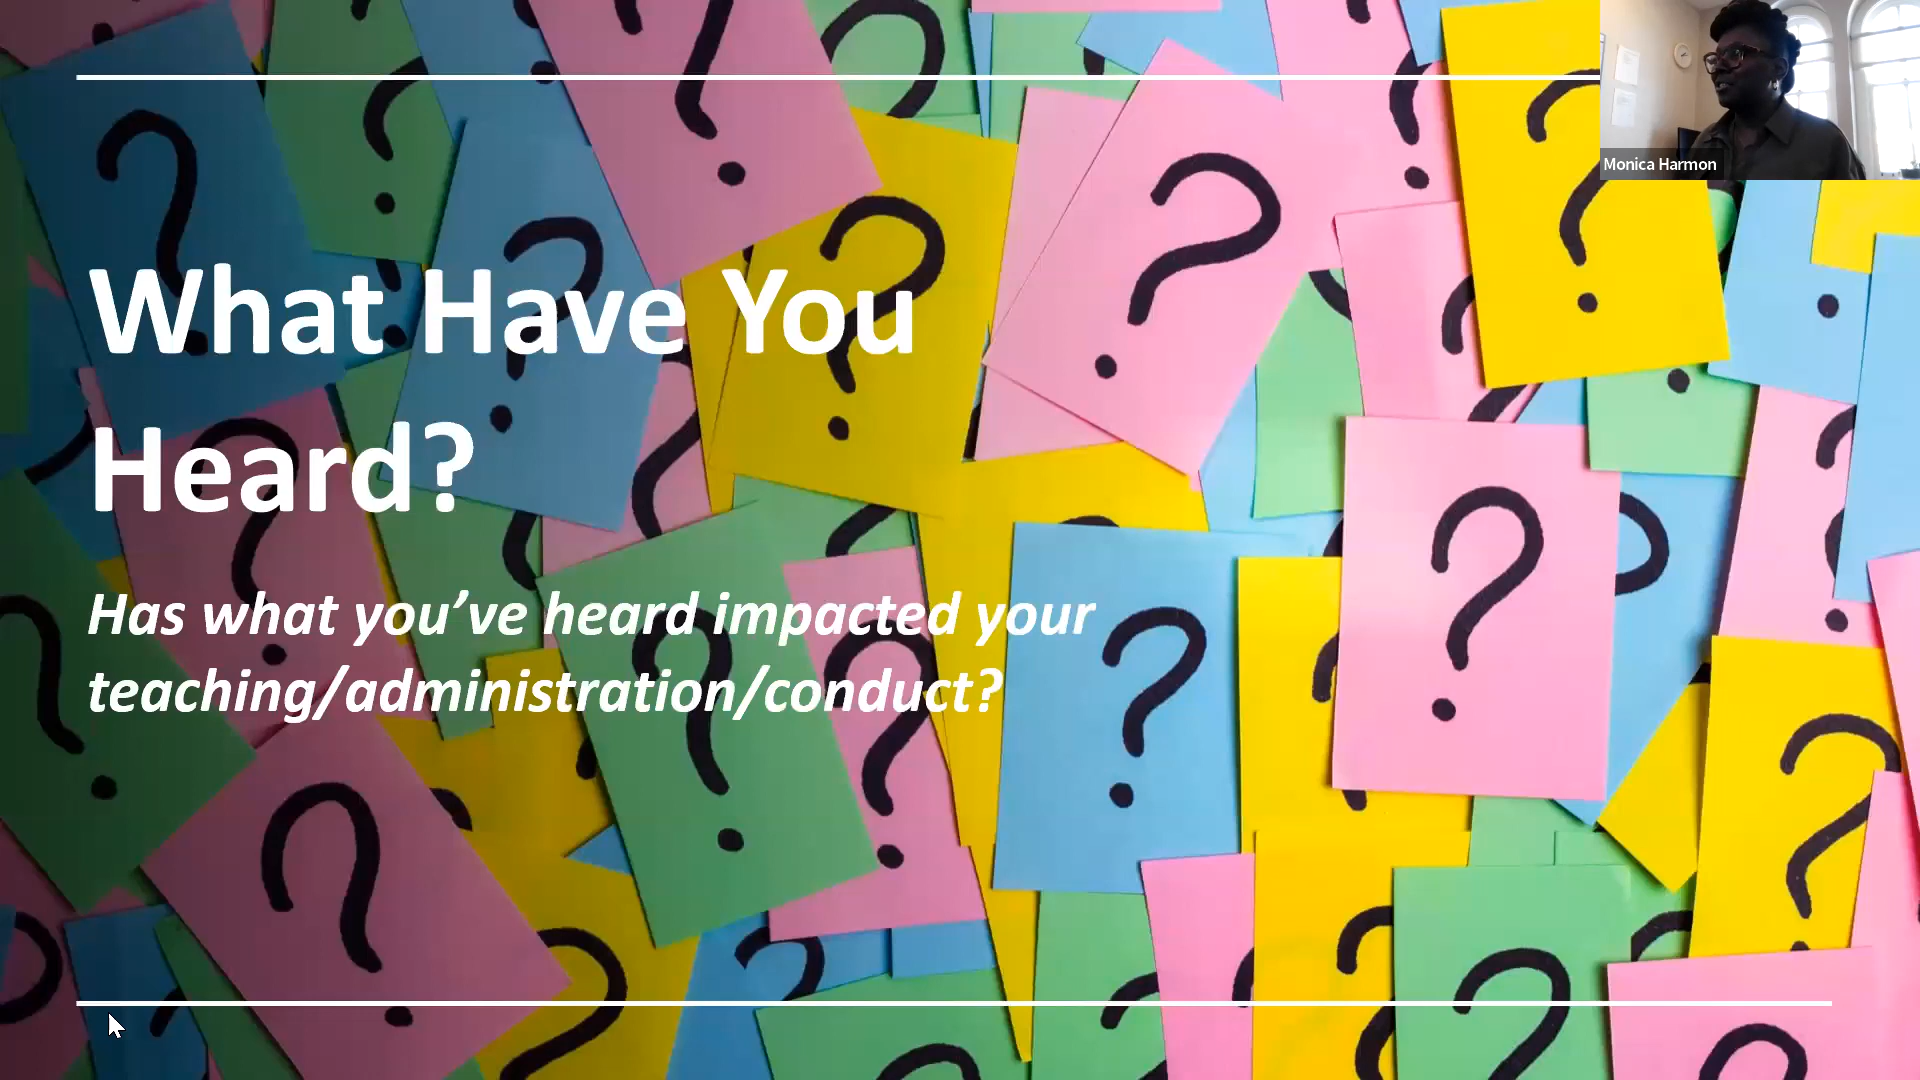 Monica Harmon
What Have You
Heard?
Has what you’ve heard impacted your
teaching/administration/conduct?